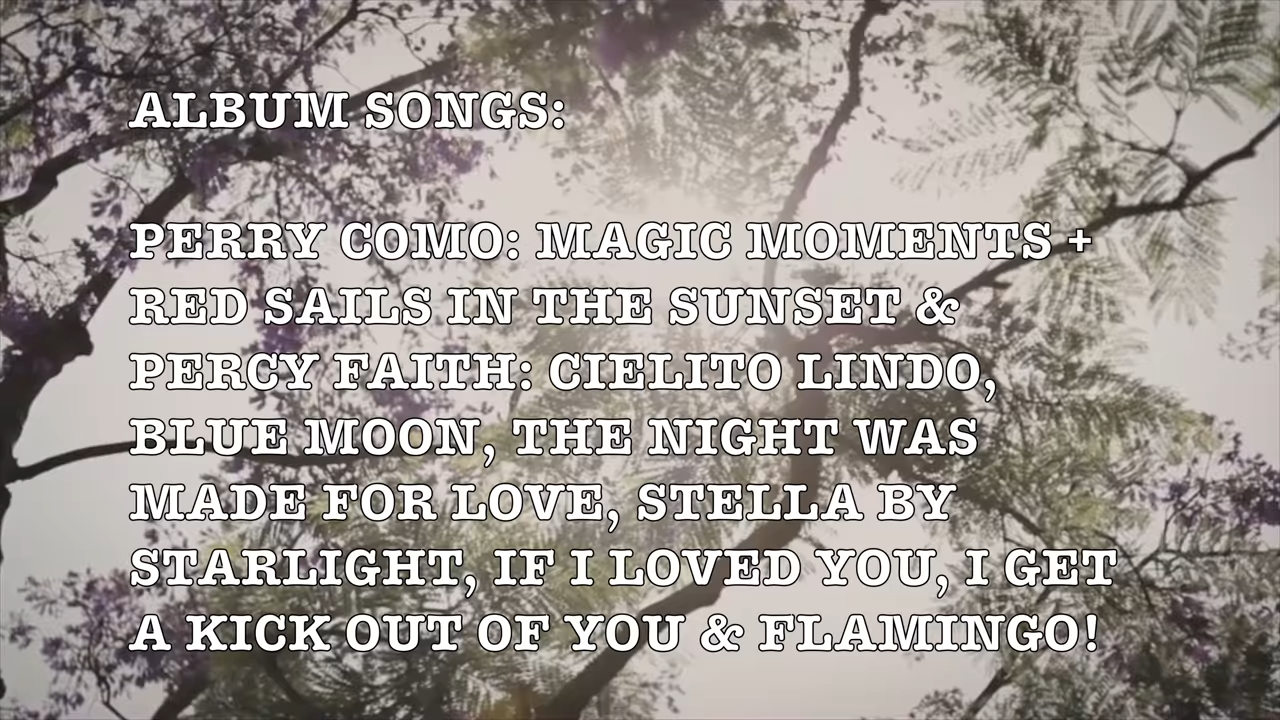 ALBUM SONGS:
PERRY COMO: MAGIC MOMENTS +
RED SAILS IN THE SUNSET &
PERCY FAITH: CIELITO LINDO,
BLUE MOON, THE NIGHT WAS
MADE FOR LOVE, STELLA BY
STARLIGHT, IF I LOVED YOU, I GET
A KICK OUT OF YOU & FLAMINGO!